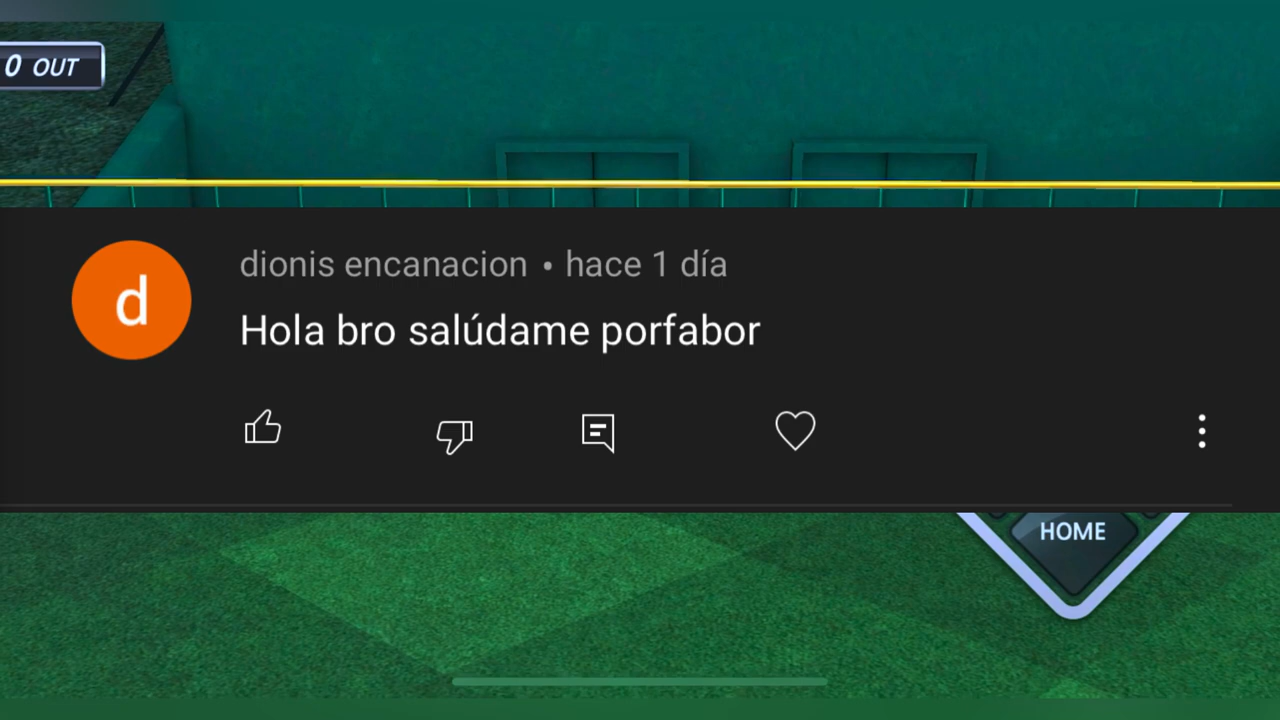 0 OUT
d
dionis encanacion • hace 1 día
Hola bro salúdame porfabor
HOME